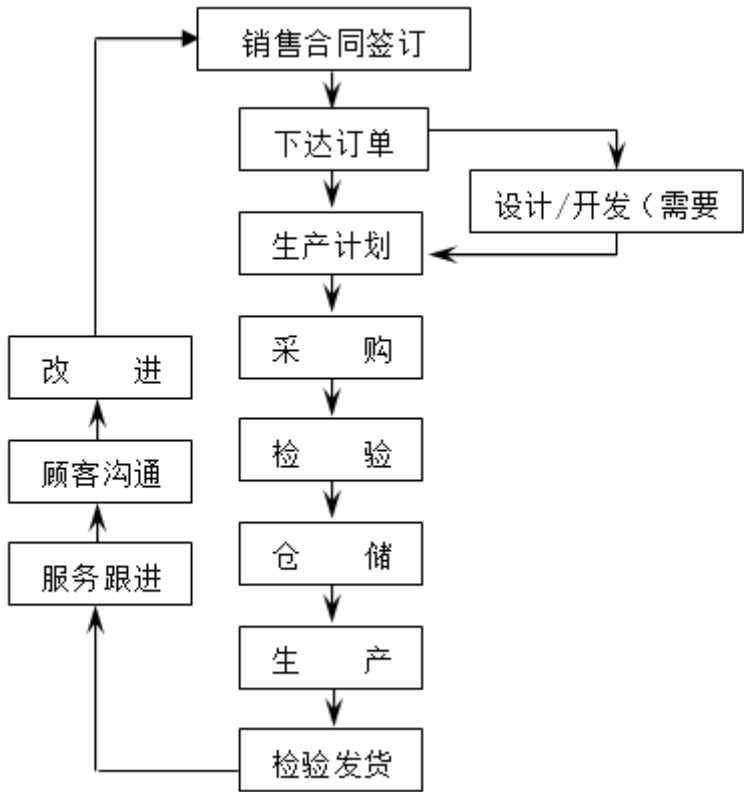 销售合同签订
下达订单
设计/开发（需要
生产计划
采 购
改 进
检 验
顾客沟通
仓 储
服务跟进
生 产
检验发货